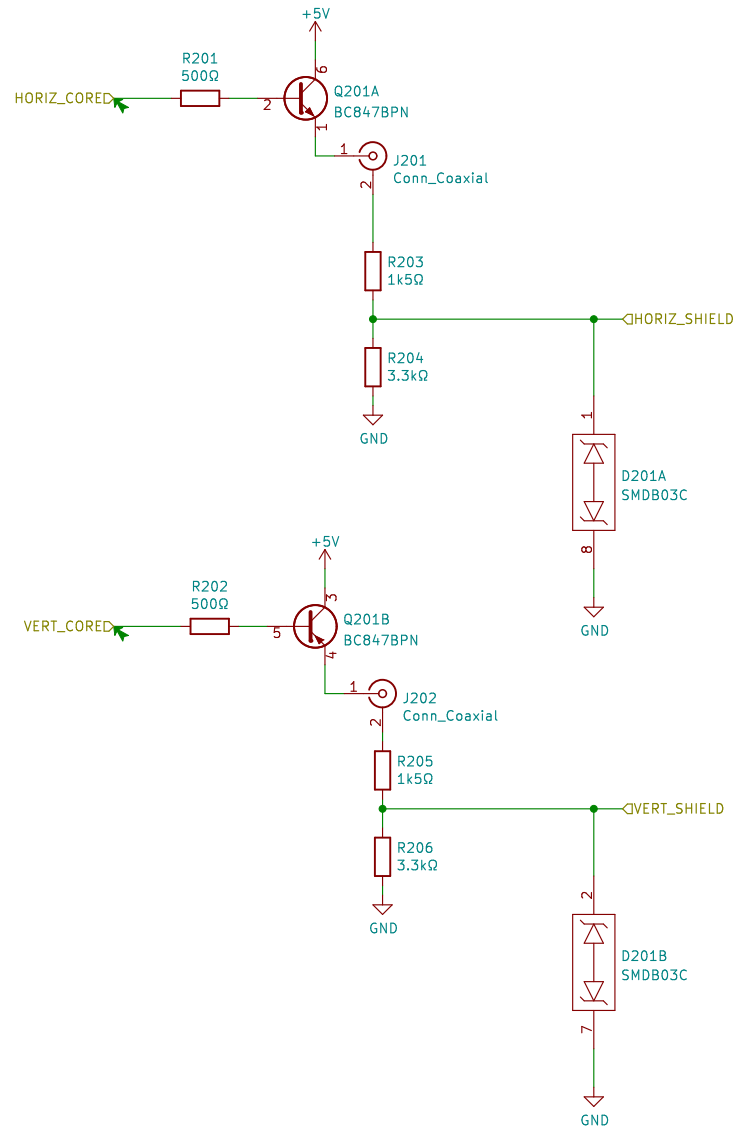 +5V
R201
500Ω
HORIZ_CORE
2
6
1
Q201A
BC847BPN
1
2
J201
Conn_Coaxial
R203
1k5Ω
HORIZ_SHIELD
R204
3.3kΩ
GND
1
D201A
SMDB03C
8
GND
+5V
R202
500Ω
VERT_CORE
5
3
4
Q201B
BC847BPN
1
2
J202
Conn_Coaxial
R205
1k5Ω
VERT_SHIELD
R206
3.3kΩ
GND
2
D201B
SMDB03C
7
GND